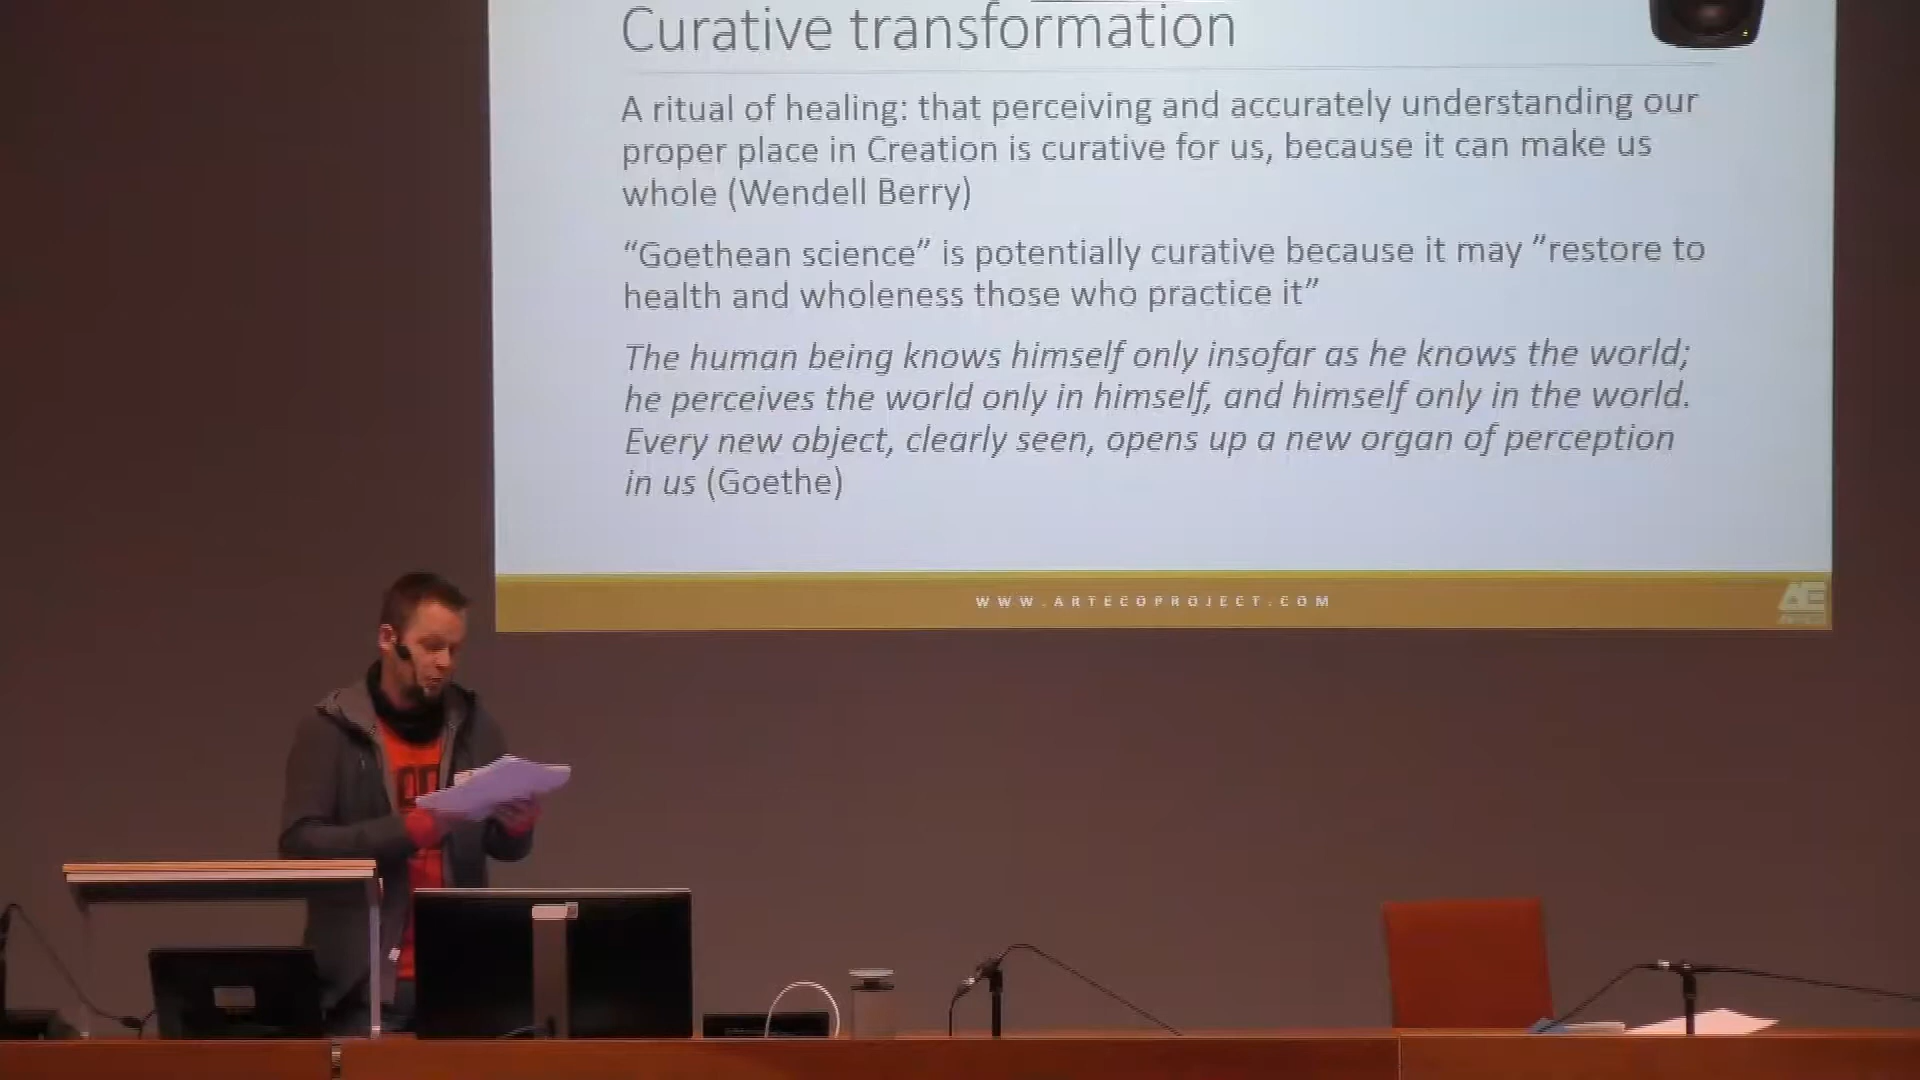 Curative transformation
A ritual of healing: that perceiving and accurately understanding our
proper place in Creation is curative for us, because it can make us
whole (Wendell Berry)
“Goethean science” is potentially curative because it may ”restore to
health and wholeness those who practice it”
The human being knows himself only insofar as he knows the world;
he perceives the world only in himself, and himself only in the world.
Every new object, clearly seen, opens up a new organ of perception
in us (Goethe)
WWW.ARTECOPROJECT.COM
AE